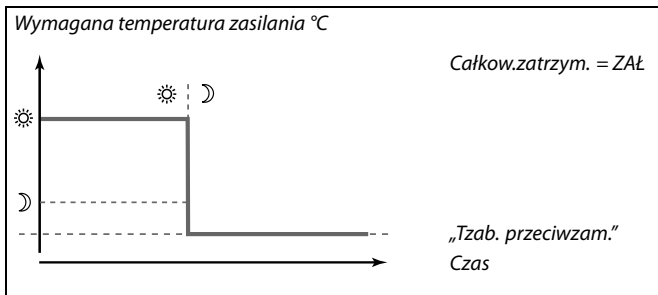 Wymagana temperatura zasilania °C
Całkow.zatrzym. = ZAŁ
„Tzab. przeciwzam.”
Czas